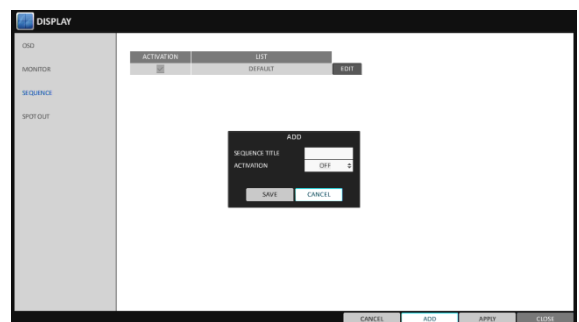 DISPLAY
OSD
MONITOR
SEQUENCE
SPOT OUT
ACTIVATION LIST
DEFAULT EDIT
ADD
SEQUENCE TITLE
ACTIVATION OFF
SAVE CANCEL
CANCEL ADD APPLY CLOSE